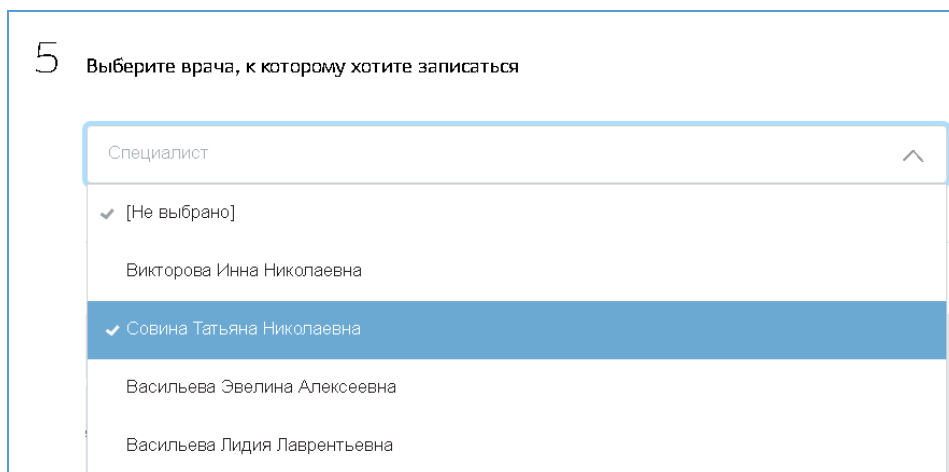 5 Выберите врача, к которому хотите записаться
Специалист
[Не выбрано]
Викторова Инна Николаевна
Совина Татьяна Николаевна
Васильева Эвелина Алексеевна
Васильева Лидия Лаврентьевна